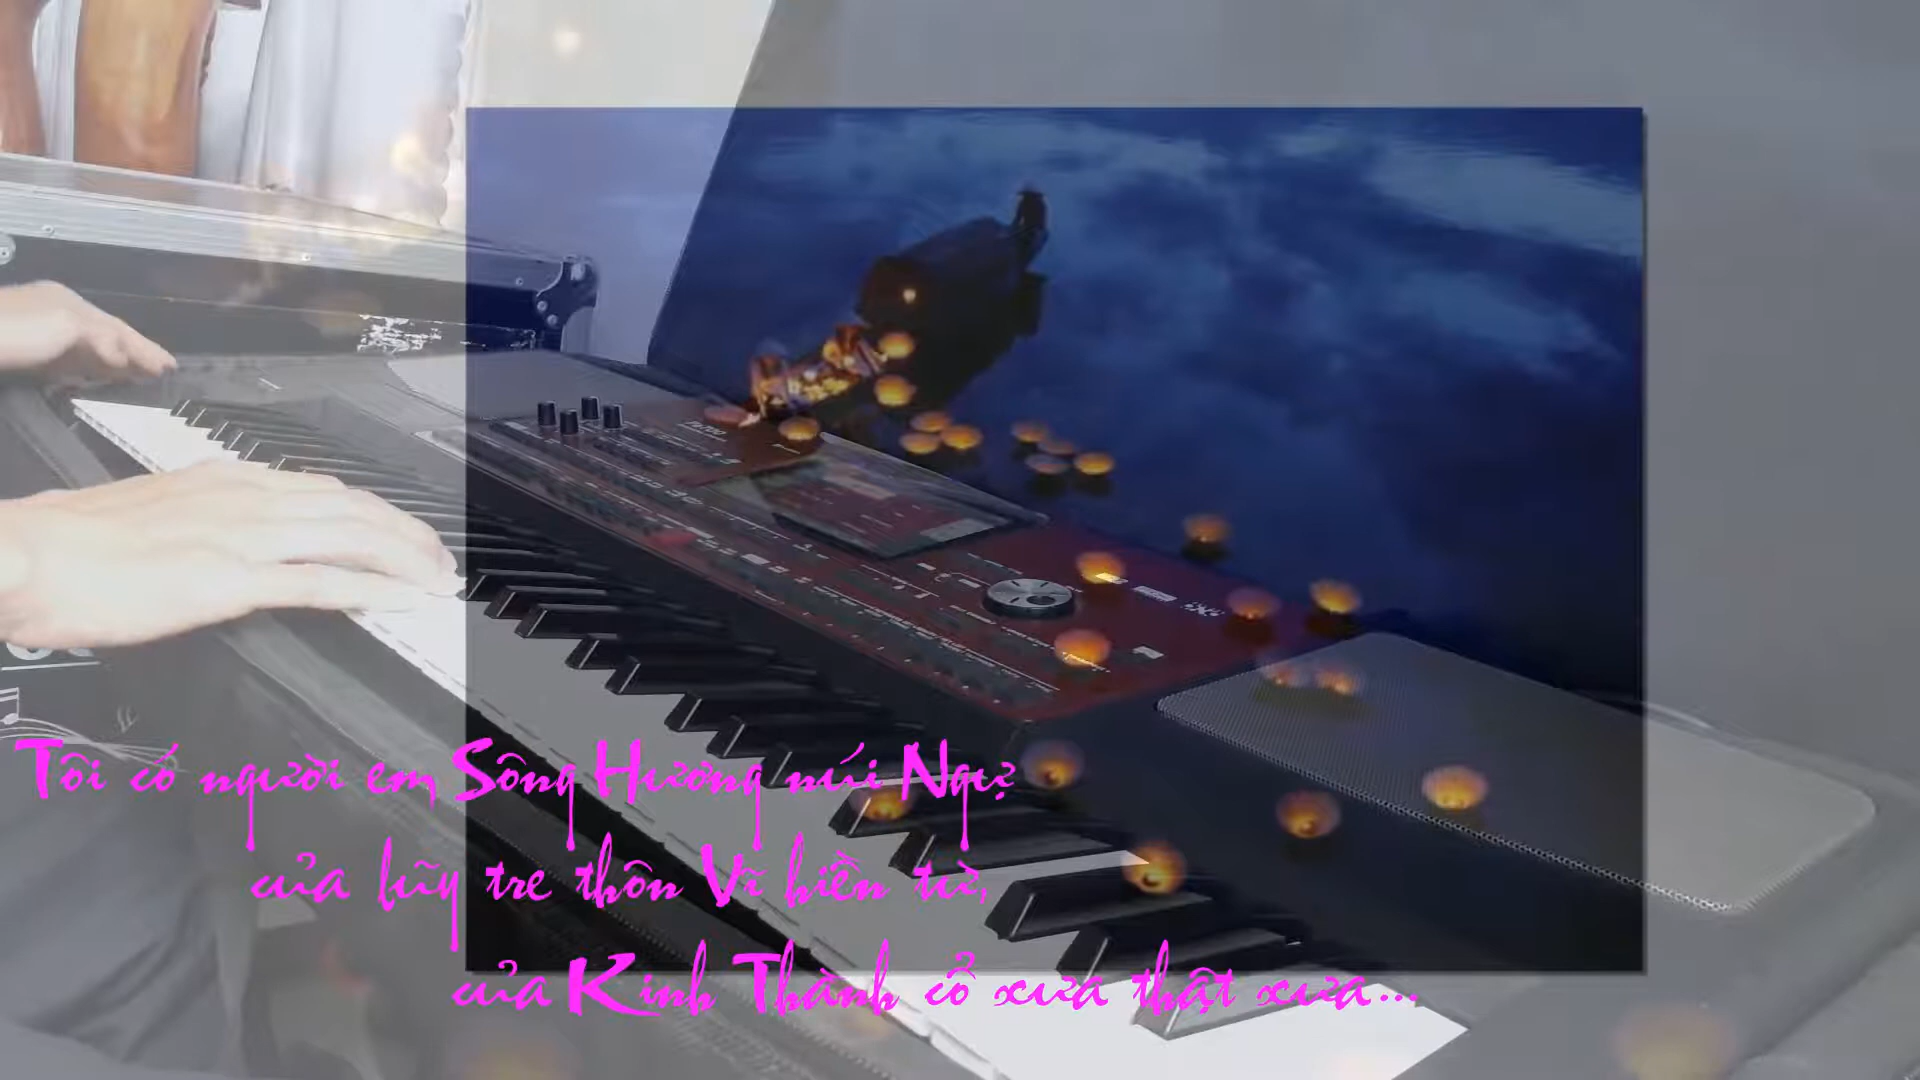 Tôi có người em Sông Hương núi Ngự
của lũy tre thôn Vĩ hiền từ,
của Kinh Thành cổ xưa thật xưa...